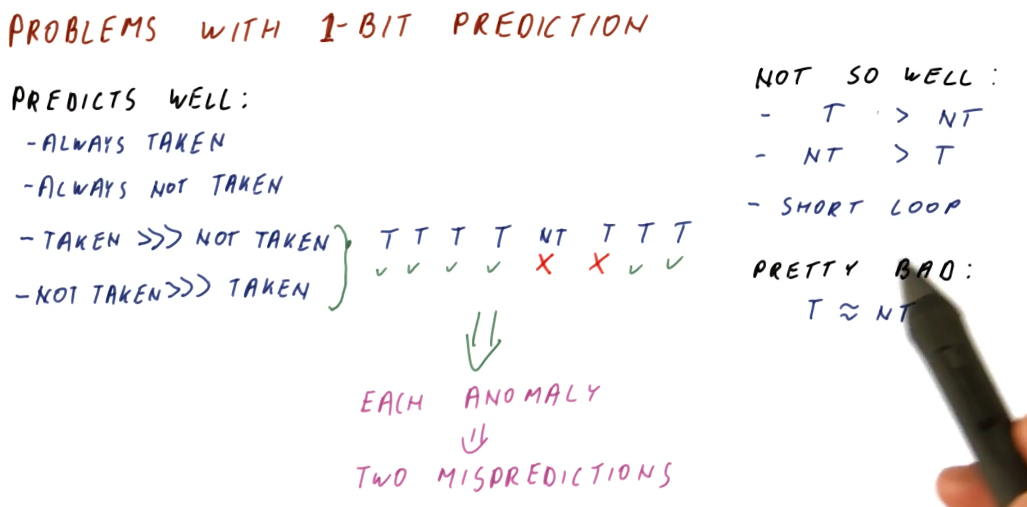 PROBLEMS WITH 1-BIT PREDICTION
PREDICTS WELL:
- ALWAYS TAKEN
- ALWAYS NOT TAKEN
- TAKEN >>> NOT TAKEN
- NOT TAKEN >>> TAKEN
T T T T NT T T T
✓ ✓ ✓ ✓ X X ✓ ✓
⇓
EACH ANOMALY
⇓
TWO MISPREDICTIONS
NOT SO WELL:
- T > NT
- NT > T
- SHORT LOOP
PRETTY BAD:
T ≈ NT